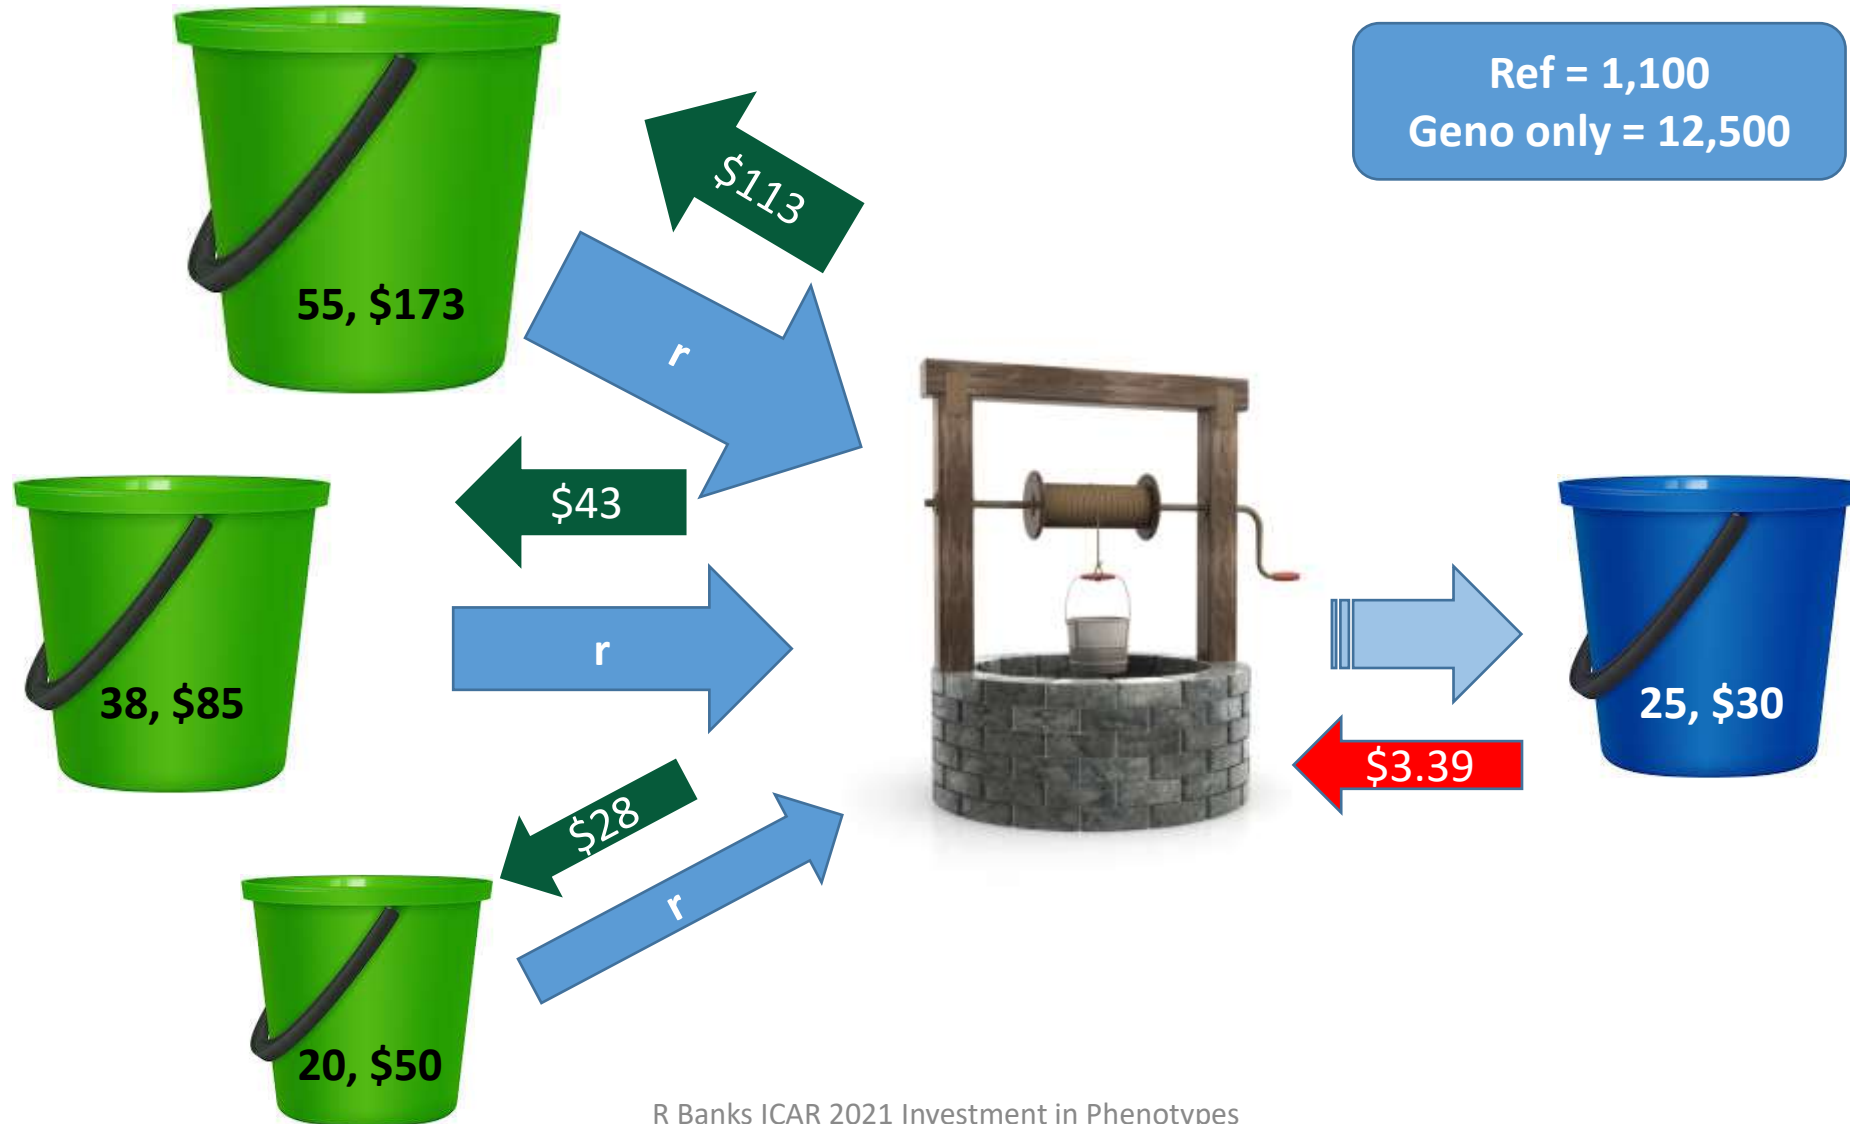 Ref = 1,100
Geno only = 12,500
$113
55, $173
r
$43
r
38, $85
25, $30
$3.39
$28
r
20, $50
R Banks ICAR 2021 Investment in Phenotypes